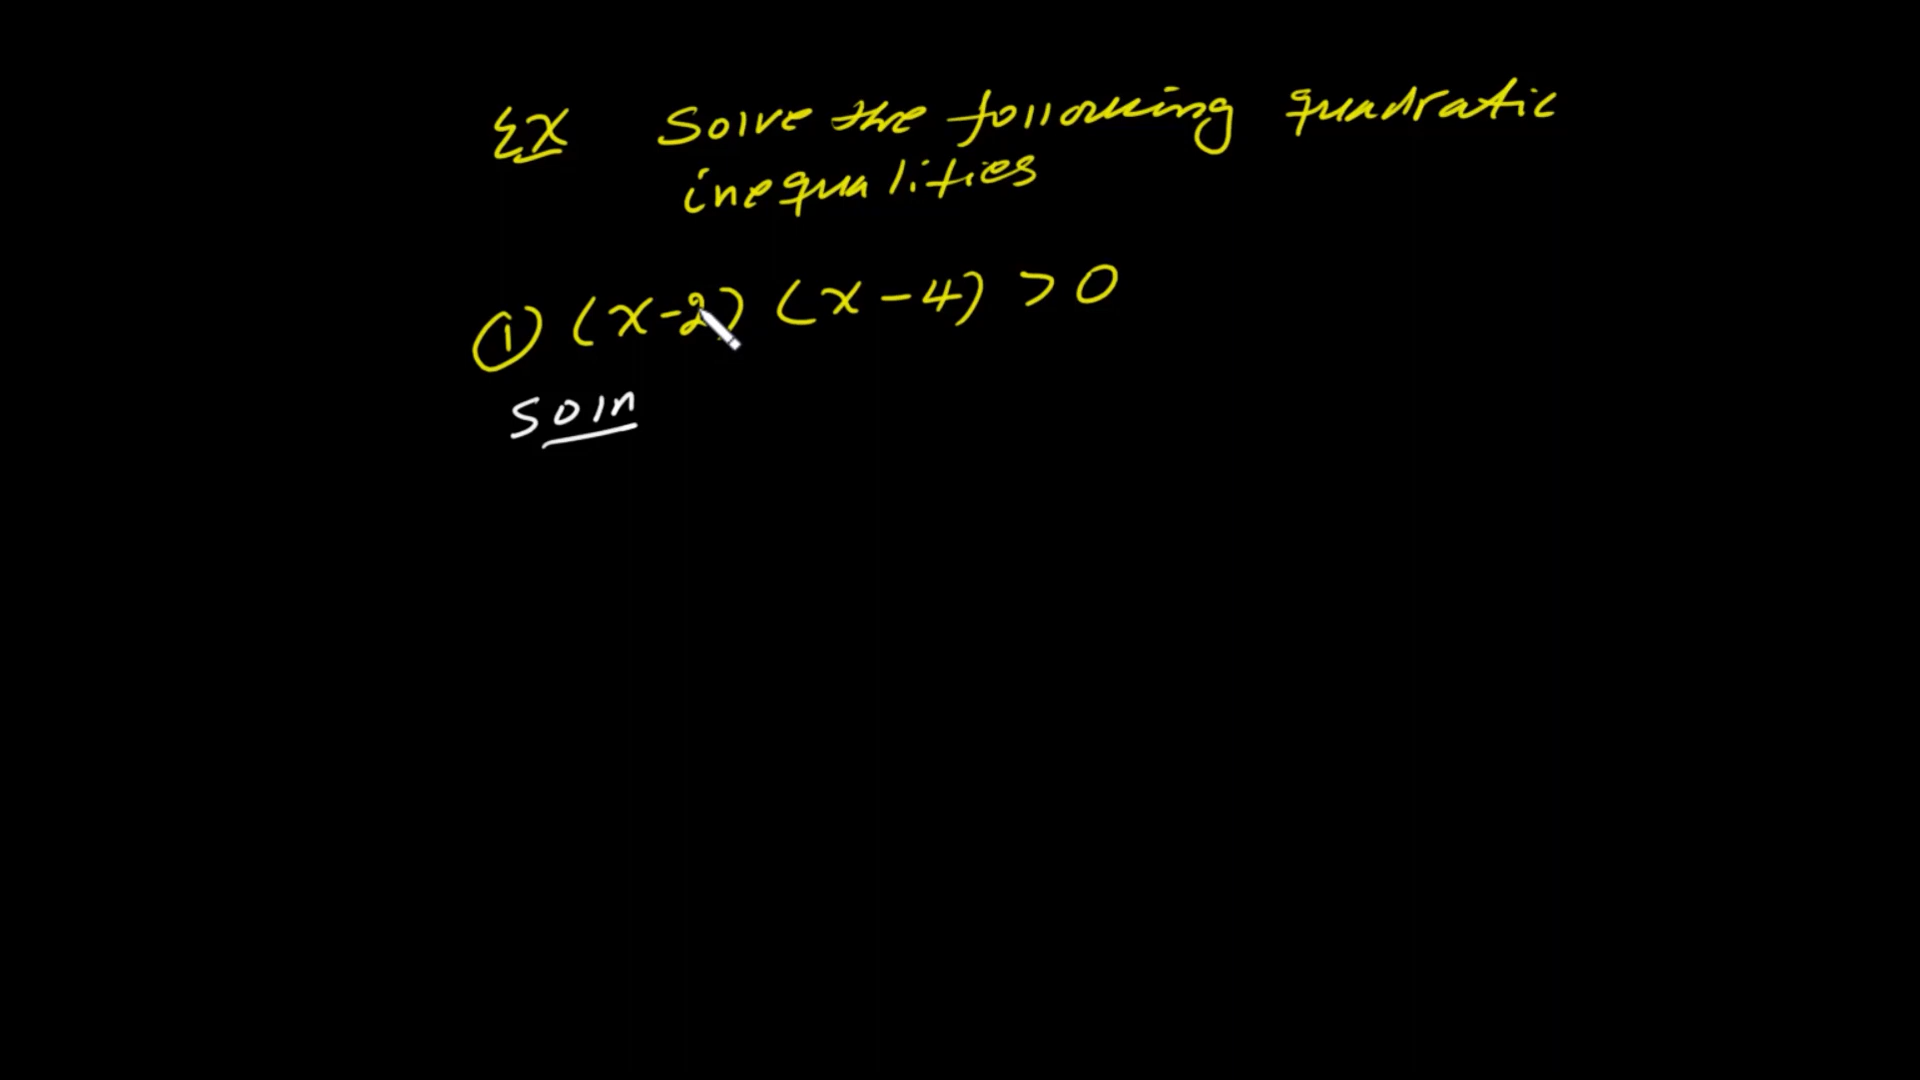 Ex Solve the following quadratic
inequalities
① (x-2) (x-4) > 0
Soln